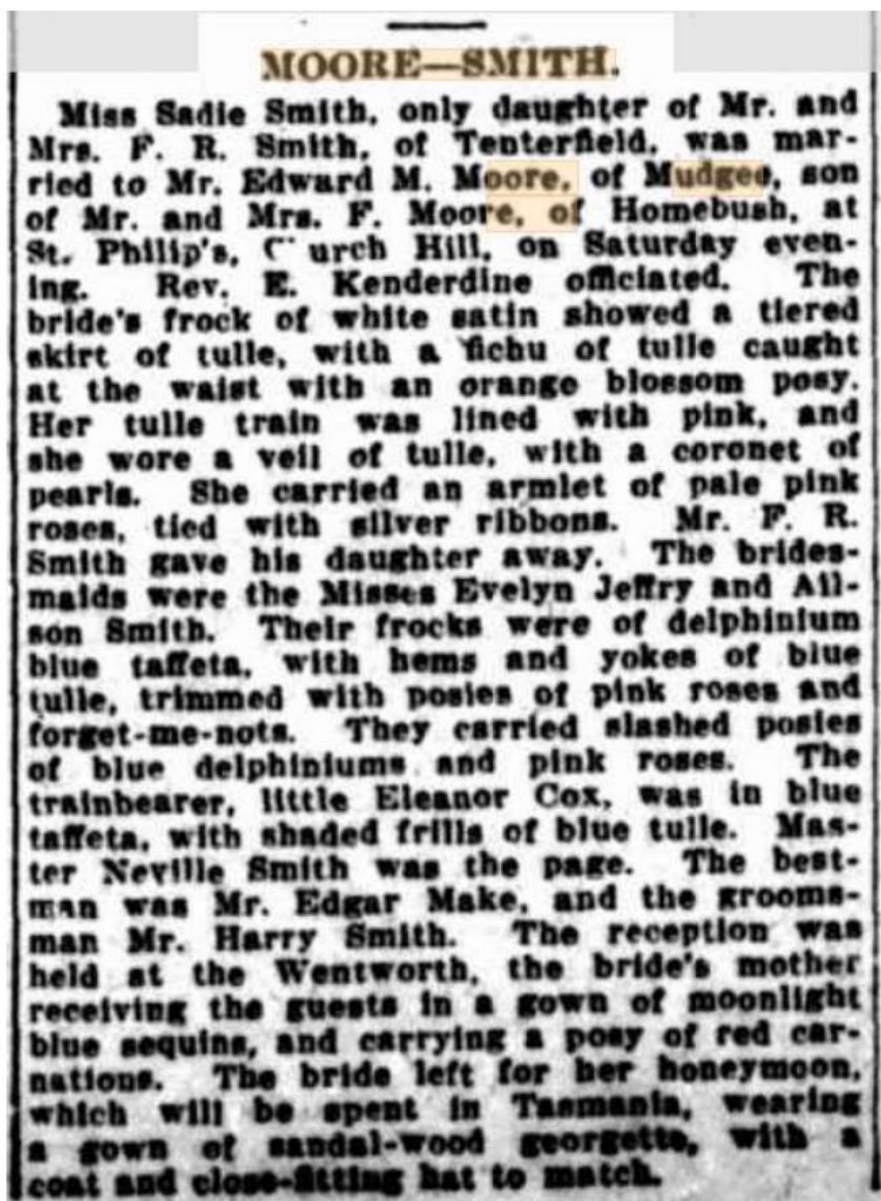 MOORE—SMITH.
Miss Sadie Smith, only daughter of Mr. and
Mrs. F. R. Smith, of Tenterfield, was mar-
ried to Mr. Edward M. Moore, of Mudgee, son
of Mr. and Mrs. F. Moore, of Homebush, at
St. Philip's, C urch Hill, on Saturday even-
ing. Rev. E. Kenderdine officiated. The
bride's frock of white satin showed a tiered
skirt of tulle, with a fichu of tulle caught
at the waist with an orange blossom posy.
Her tulle train was lined with pink, and
she wore a veil of tulle, with a coronet of
pearls. She carried an armlet of pale pink
roses, tied with silver ribbons. Mr. F. R.
Smith gave his daughter away. The brides-
maids were the Misses Evelyn Jeffry and Ail-
son Smith. Their frocks were of delphinium
blue taffeta, with hems and yokes of blue
tulle, trimmed with posies of pink roses and
forget-me-nots. They carried slashed posies
of blue delphiniums and pink roses. The
trainbearer, little Eleanor Cox, was in blue
taffeta, with shaded frills of blue tulle. Mas-
ter Neville Smith was the page. The best-
man was Mr. Edgar Make, and the grooms-
man Mr. Harry Smith. The reception was
held at the Wentworth, the bride's mother
receiving the guests in a gown of moonlight
blue sequins, and carrying a posy of red car-
nations. The bride left for her honeymoon,
which will be spent in Tasmania, wearing
a gown of sandal-wood georgette, with a
coat and close-fitting hat to match.